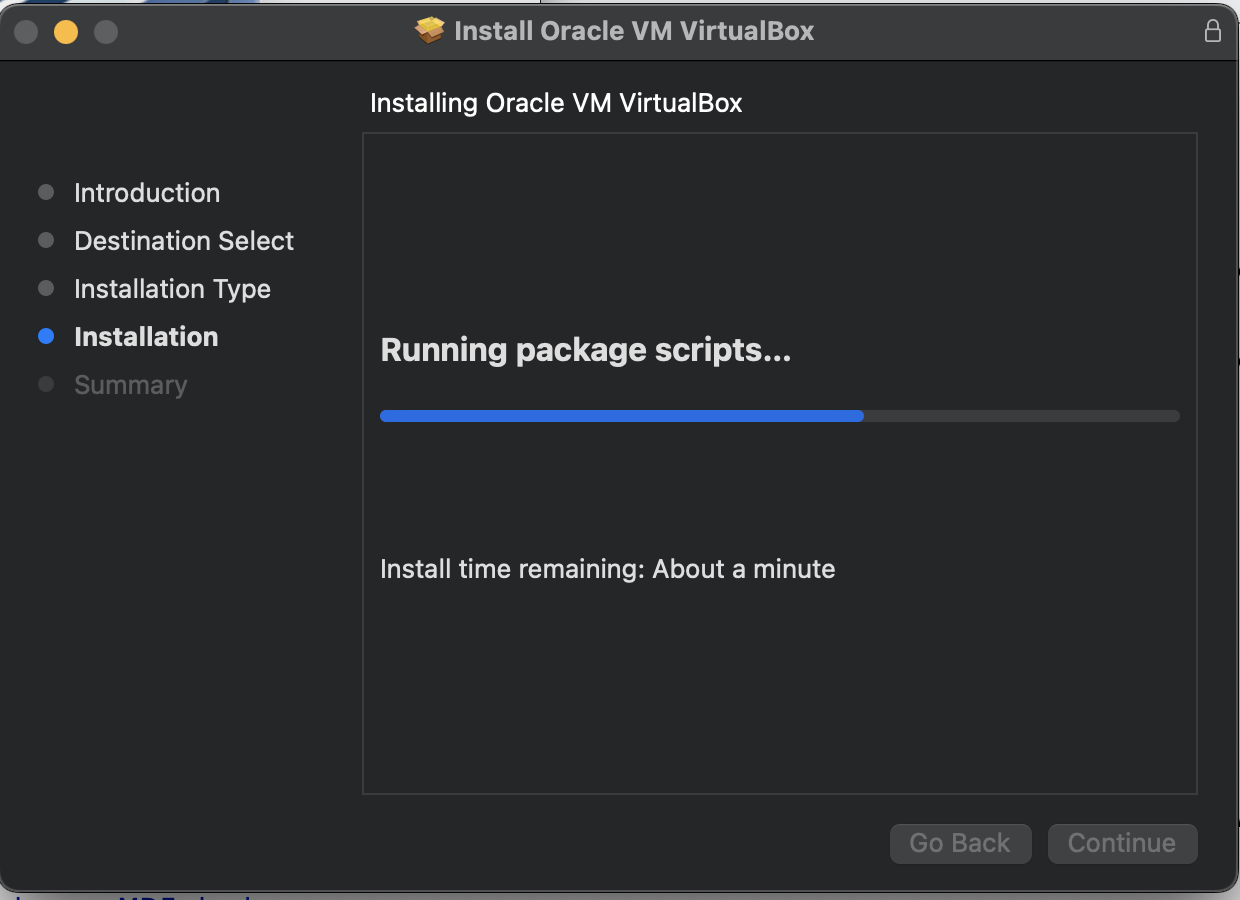 Install Oracle VM VirtualBox
Installing Oracle VM VirtualBox
Introduction
Destination Select
Installation Type
Installation
Summary
Running package scripts...
Install time remaining: About a minute
Go Back
Continue